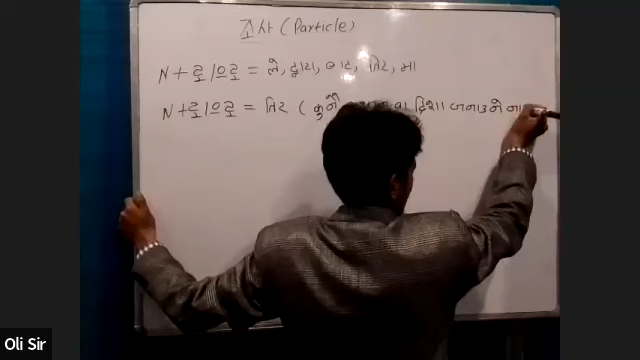 조사 (Particle)
N + 로/으로 = ले, द्वारा, बाट, तिर, मा
N + 로/으로 = तिर ( कुनै वा दिशा जनाउने
Oli Sir